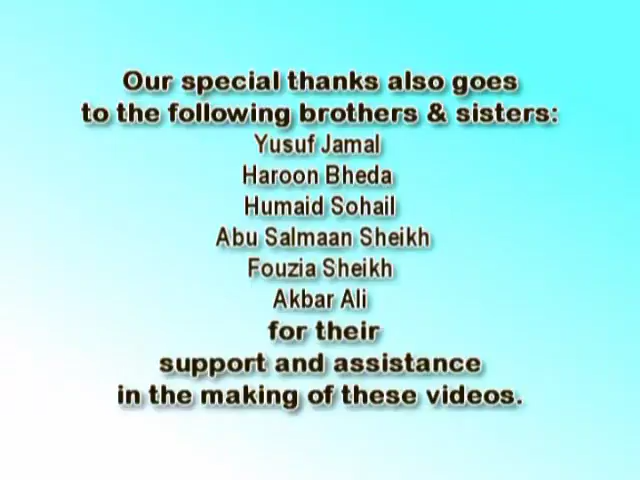 Our special thanks also goes
to the following brothers & sisters:
Yusuf Jamal
Haroon Bheda
Humaid Sohail
Abu Salmaan Sheikh
Fouzia Sheikh
Akbar Ali
for their
support and assistance
in the making of these videos.